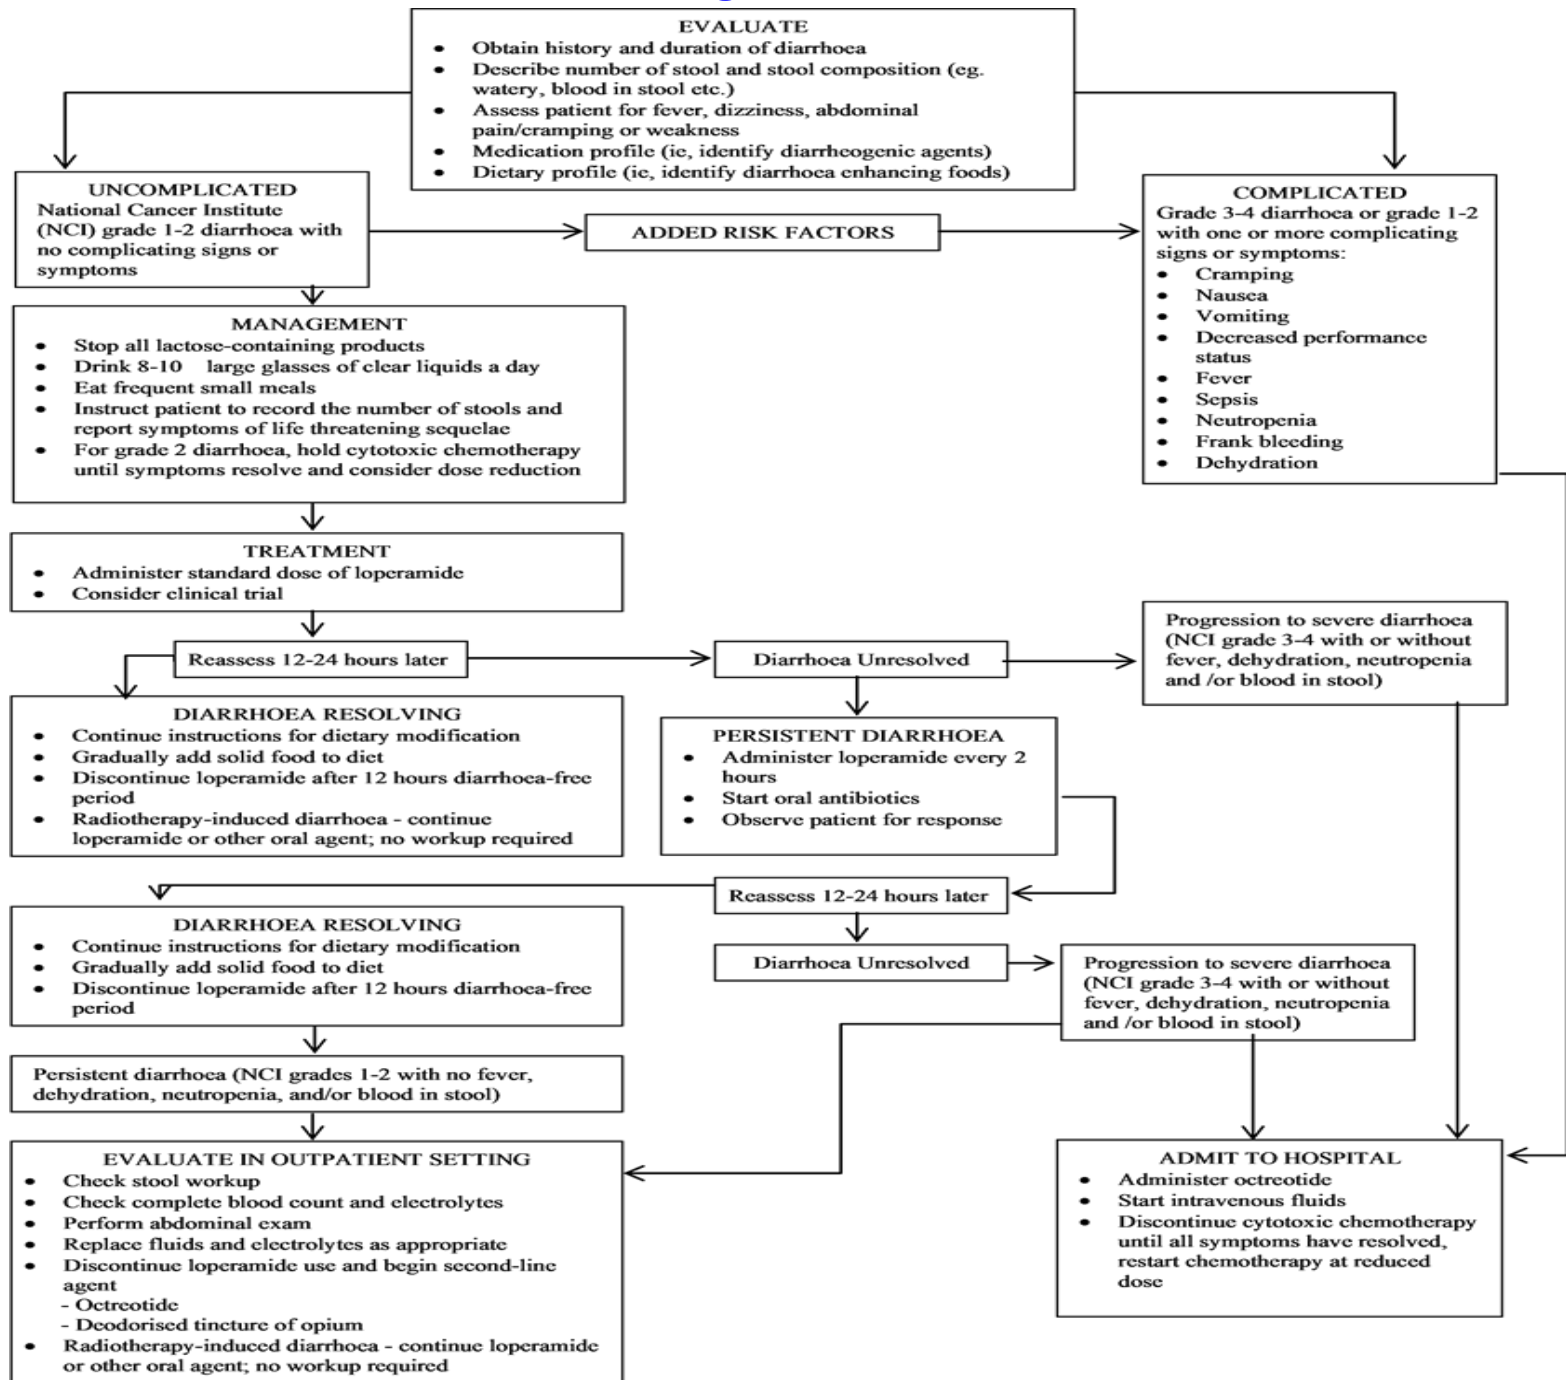 EVALUATE
• Obtain history and duration of diarrhoea
• Describe number of stool and stool composition (eg.
watery, blood in stool etc.)
• Assess patient for fever, dizziness, abdominal
pain/cramping or weakness
• Medication profile (ie, identify diarrheogenic agents)
• Dietary profile (ie, identify diarrhoea enhancing foods)
UNCOMPLICATED
National Cancer Institute
(NCI) grade 1-2 diarrhoea with
no complicating signs or
symptoms
ADDED RISK FACTORS
COMPLICATED
Grade 3-4 diarrhoea or grade 1-2
with one or more complicating
signs or symptoms:
• Cramping
• Nausea
• Vomiting
• Decreased performance
status
• Fever
• Sepsis
• Neutropenia
• Frank bleeding
• Dehydration
MANAGEMENT
• Stop all lactose-containing products
• Drink 8-10 large glasses of clear liquids a day
• Eat frequent small meals
• Instruct patient to record the number of stools and
report symptoms of life threatening sequelae
• For grade 2 diarrhoea, hold cytotoxic chemotherapy
until symptoms resolve and consider dose reduction
TREATMENT
• Administer standard dose of loperamide
• Consider clinical trial
Reassess 12-24 hours later
Diarrhoea Unresolved
Progression to severe diarrhoea
(NCI grade 3-4 with or without
fever, dehydration, neutropenia
and /or blood in stool)
DIARRHOEA RESOLVING
• Continue instructions for dietary modification
• Gradually add solid food to diet
• Discontinue loperamide after 12 hours diarrhoea-free
period
• Radiotherapy-induced diarrhoea - continue
loperamide or other oral agent; no workup required
PERSISTENT DIARRHOEA
• Administer loperamide every 2
hours
• Start oral antibiotics
• Observe patient for response
Reassess 12-24 hours later
DIARRHOEA RESOLVING
• Continue instructions for dietary modification
• Gradually add solid food to diet
• Discontinue loperamide after 12 hours diarrhoea-free
period
Diarrhoea Unresolved
Progression to severe diarrhoea
(NCI grade 3-4 with or without
fever, dehydration, neutropenia
and /or blood in stool)
Persistent diarrhoea (NCI grades 1-2 with no fever,
dehydration, neutropenia, and/or blood in stool)
EVALUATE IN OUTPATIENT SETTING
• Check stool workup
• Check complete blood count and electrolytes
• Perform abdominal exam
• Replace fluids and electrolytes as appropriate
• Discontinue loperamide use and begin second-line
agent
- Octreotide
- Deodorised tincture of opium
• Radiotherapy-induced diarrhoea - continue loperamide
or other oral agent; no workup required
ADMIT TO HOSPITAL
• Administer octreotide
• Start intravenous fluids
• Discontinue cytotoxic chemotherapy
until all symptoms have resolved,
restart chemotherapy at reduced
dose